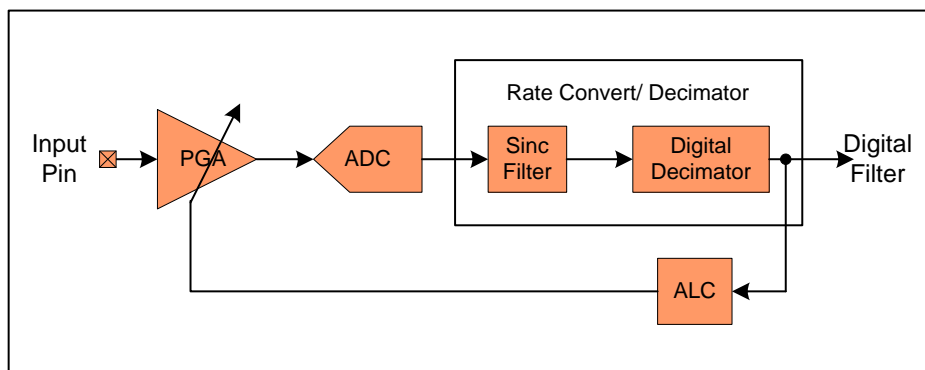 Rate Convert/ Decimator
Input
Pin
PGA
ADC
Sinc
Filter
Digital
Decimator
Digital
Filter
ALC